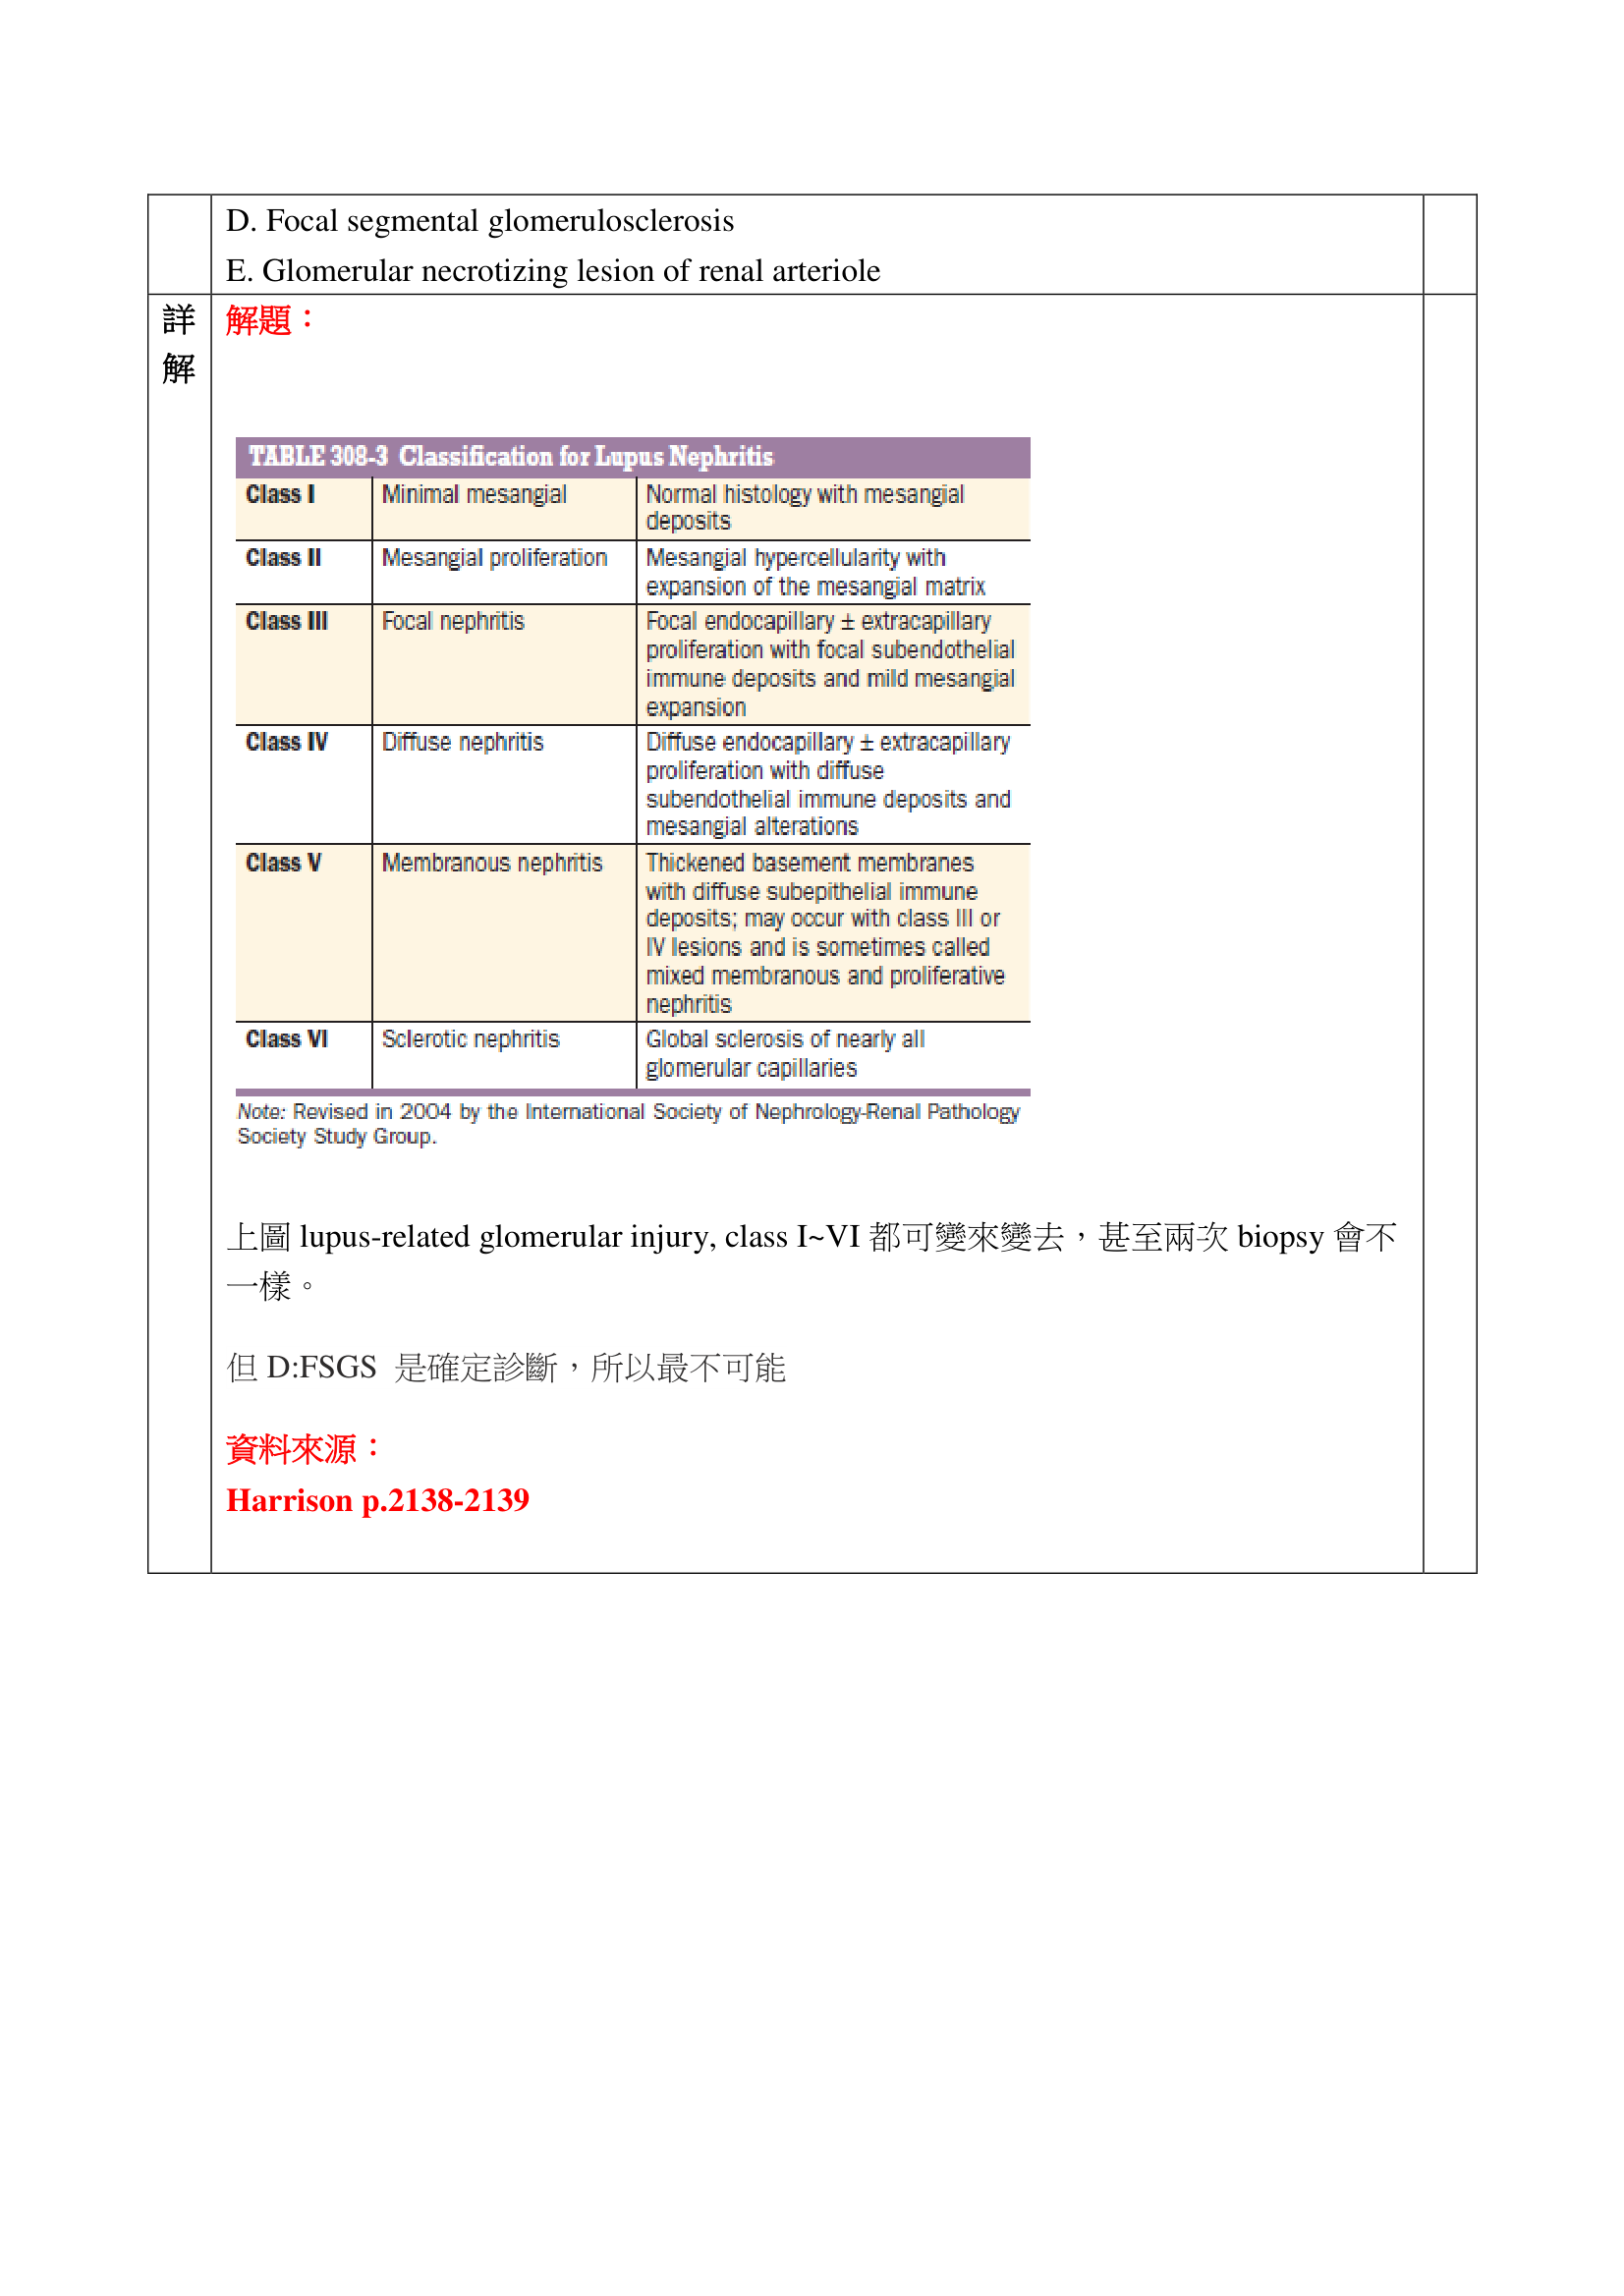 D. Focal segmental glomerulosclerosis
E. Glomerular necrotizing lesion of renal arteriole
詳
解
解題：
TABLE 308-3 Classification for Lupus Nephritis
Class I Minimal mesangial Normal histology with mesangial
deposits
Class II Mesangial proliferation Mesangial hypercellularity with
expansion of the mesangial matrix
Class III Focal nephritis Focal endocapillary ± extracapillary
proliferation with focal subendothelial
immune deposits and mild mesangial
expansion
Class IV Diffuse nephritis Diffuse endocapillary ± extracapillary
proliferation with diffuse
subendothelial immune deposits and
mesangial alterations
Class V Membranous nephritis Thickened basement membranes
with diffuse subepithelial immune
deposits; may occur with class III or
IV lesions and is sometimes called
mixed membranous and proliferative
nephritis
Class VI Sclerotic nephritis Global sclerosis of nearly all
glomerular capillaries
Note: Revised in 2004 by the International Society of Nephrology-Renal Pathology
Society Study Group.
上圖 lupus-related glomerular injury, class I~VI 都可變來變去，甚至兩次 biopsy 會不
一樣。
但 D:FSGS 是確定診斷，所以最不可能
資料來源：
Harrison p.2138-2139